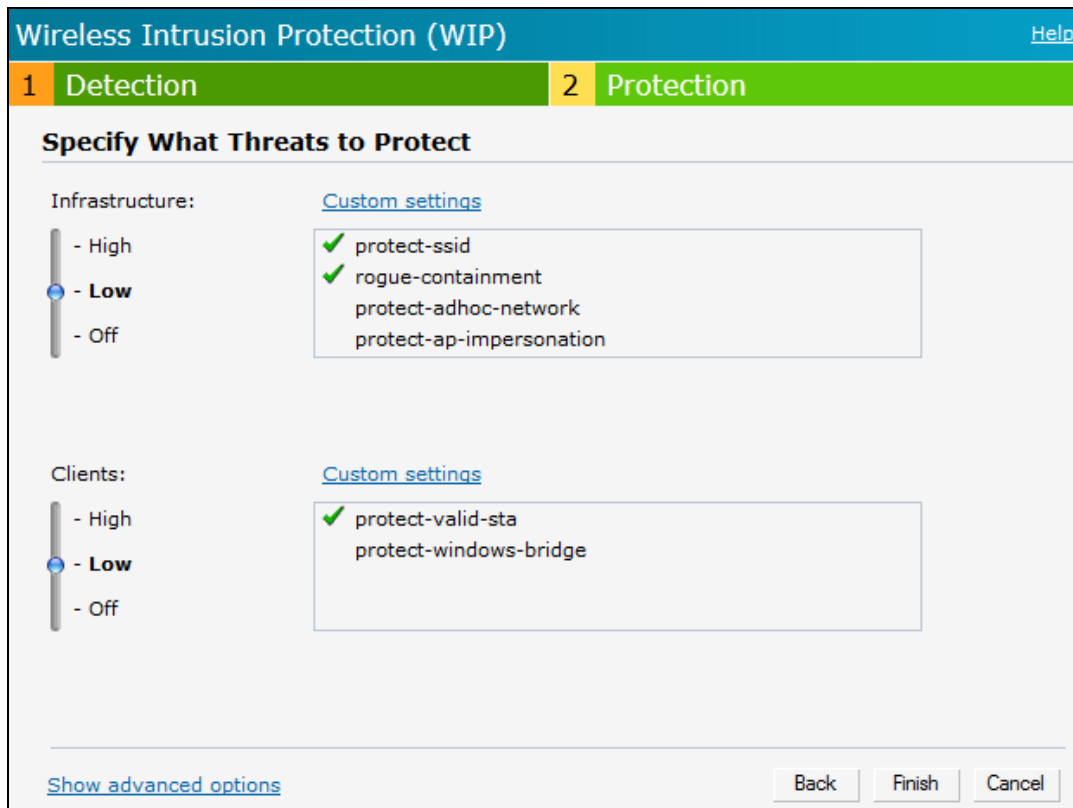 Wireless Intrusion Protection (WIP) Help
1 Detection 2 Protection
Specify What Threats to Protect
Infrastructure: Custom settings
- High
- Low
- Off
protect-ssid
rogue-containment
protect-adhoc-network
protect-ap-impersonation
Clients: Custom settings
- High
- Low
- Off
protect-valid-sta
protect-windows-bridge
Show advanced options Back Finish Cancel